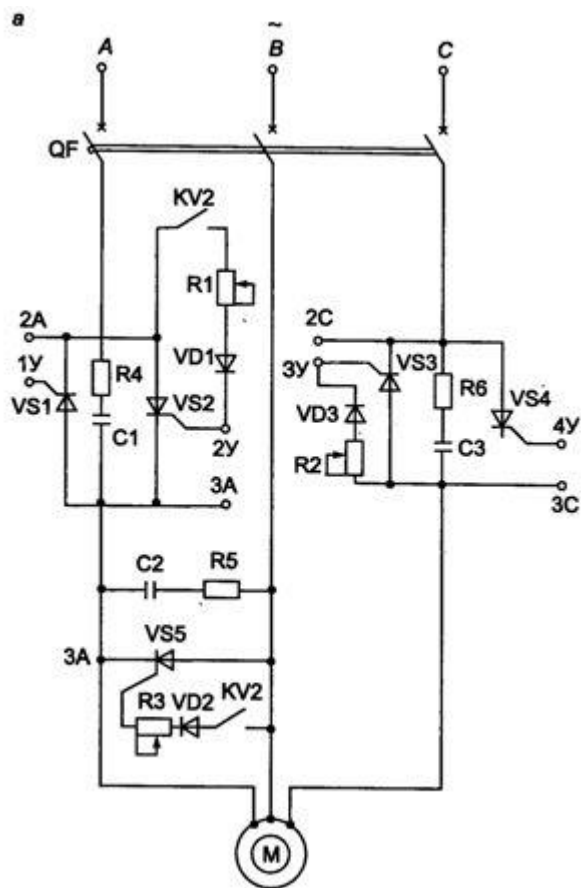 а
~
A B C
QF
KV2
R1
2A
1У
VS1
R4
C1
VD1
VS2
2У
3A
2C
3У
VS3
R6
VS4
4У
VD3
R2
C3
3C
C2 R5
VS5
3A
R3 VD2 KV2
M